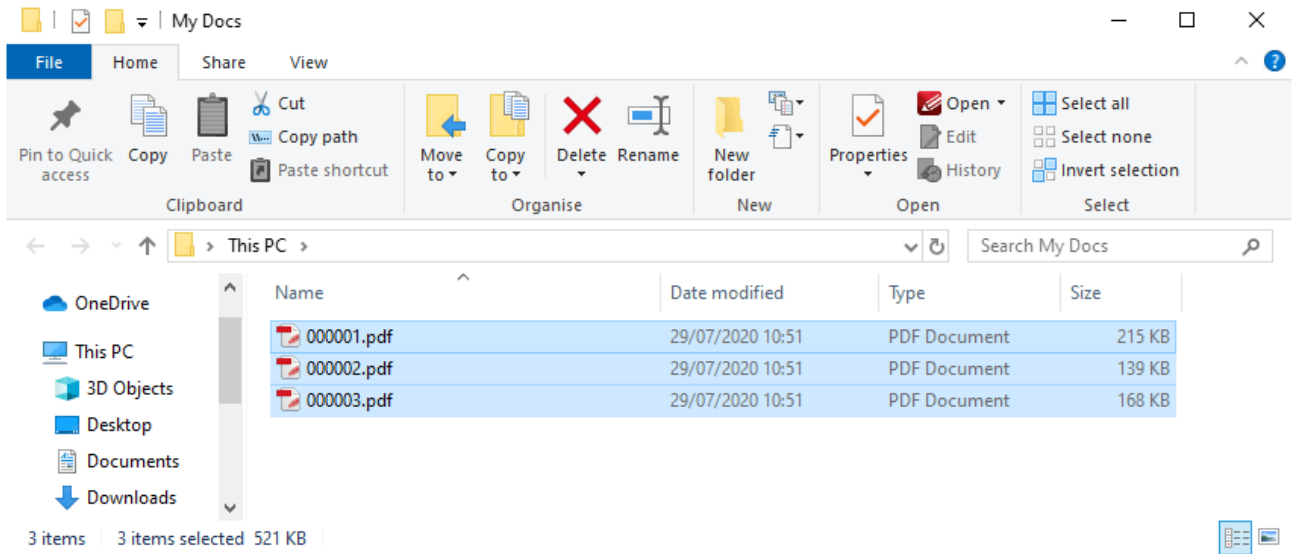 My Docs
File Home Share View
Pin to Quick access
Copy
Paste
Cut
Copy path
Paste shortcut
Clipboard
Move to
Copy to
Delete
Rename
Organise
New folder
New
Properties
Open
Edit
History
Open
Select all
Select none
Invert selection
Select
This PC
Search My Docs
OneDrive
This PC
3D Objects
Desktop
Documents
Downloads
Name Date modified Type Size
000001.pdf 29/07/2020 10:51 PDF Document 215 KB
000002.pdf 29/07/2020 10:51 PDF Document 139 KB
000003.pdf 29/07/2020 10:51 PDF Document 168 KB
3 items 3 items selected 521 KB